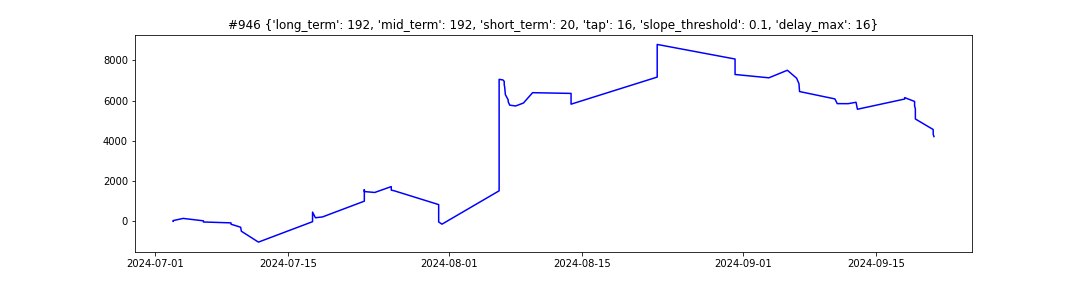 #946 {'long_term': 192, 'mid_term': 192, 'short_term': 20, 'tap': 16, 'slope_threshold': 0.1, 'delay_max': 16}
8000
6000
4000
2000
0
2024-07-01 2024-07-15 2024-08-01 2024-08-15 2024-09-01 2024-09-15